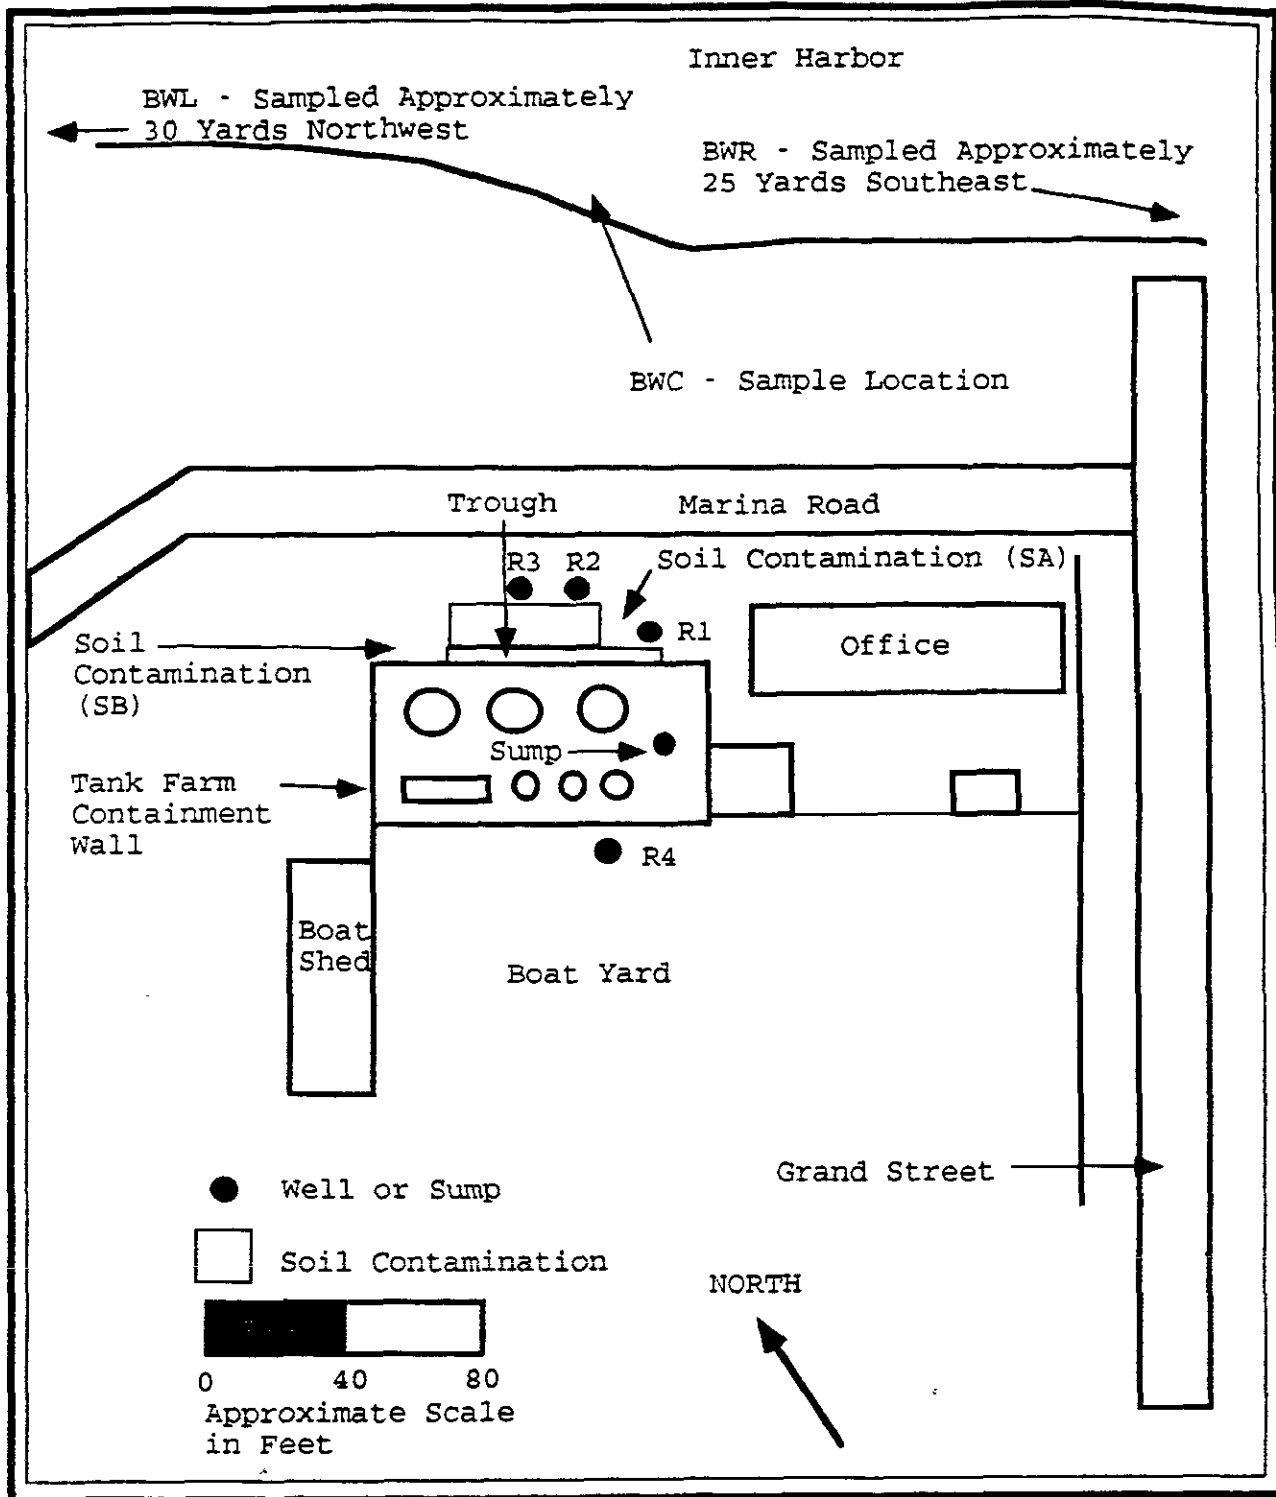 Inner Harbor
BWL - Sampled Approximately
30 Yards Northwest
BWR - Sampled Approximately
25 Yards Southeast
BWC - Sample Location
Trough
Marina Road
R3 R2
Soil Contamination (SA)
R1
Office
Soil
Contamination
(SB)
Sump
Tank Farm
Containment
Wall
R4
Boat
Shed
Boat Yard
Grand Street
Well or Sump
Soil Contamination
NORTH
0 40 80
Approximate Scale
in Feet